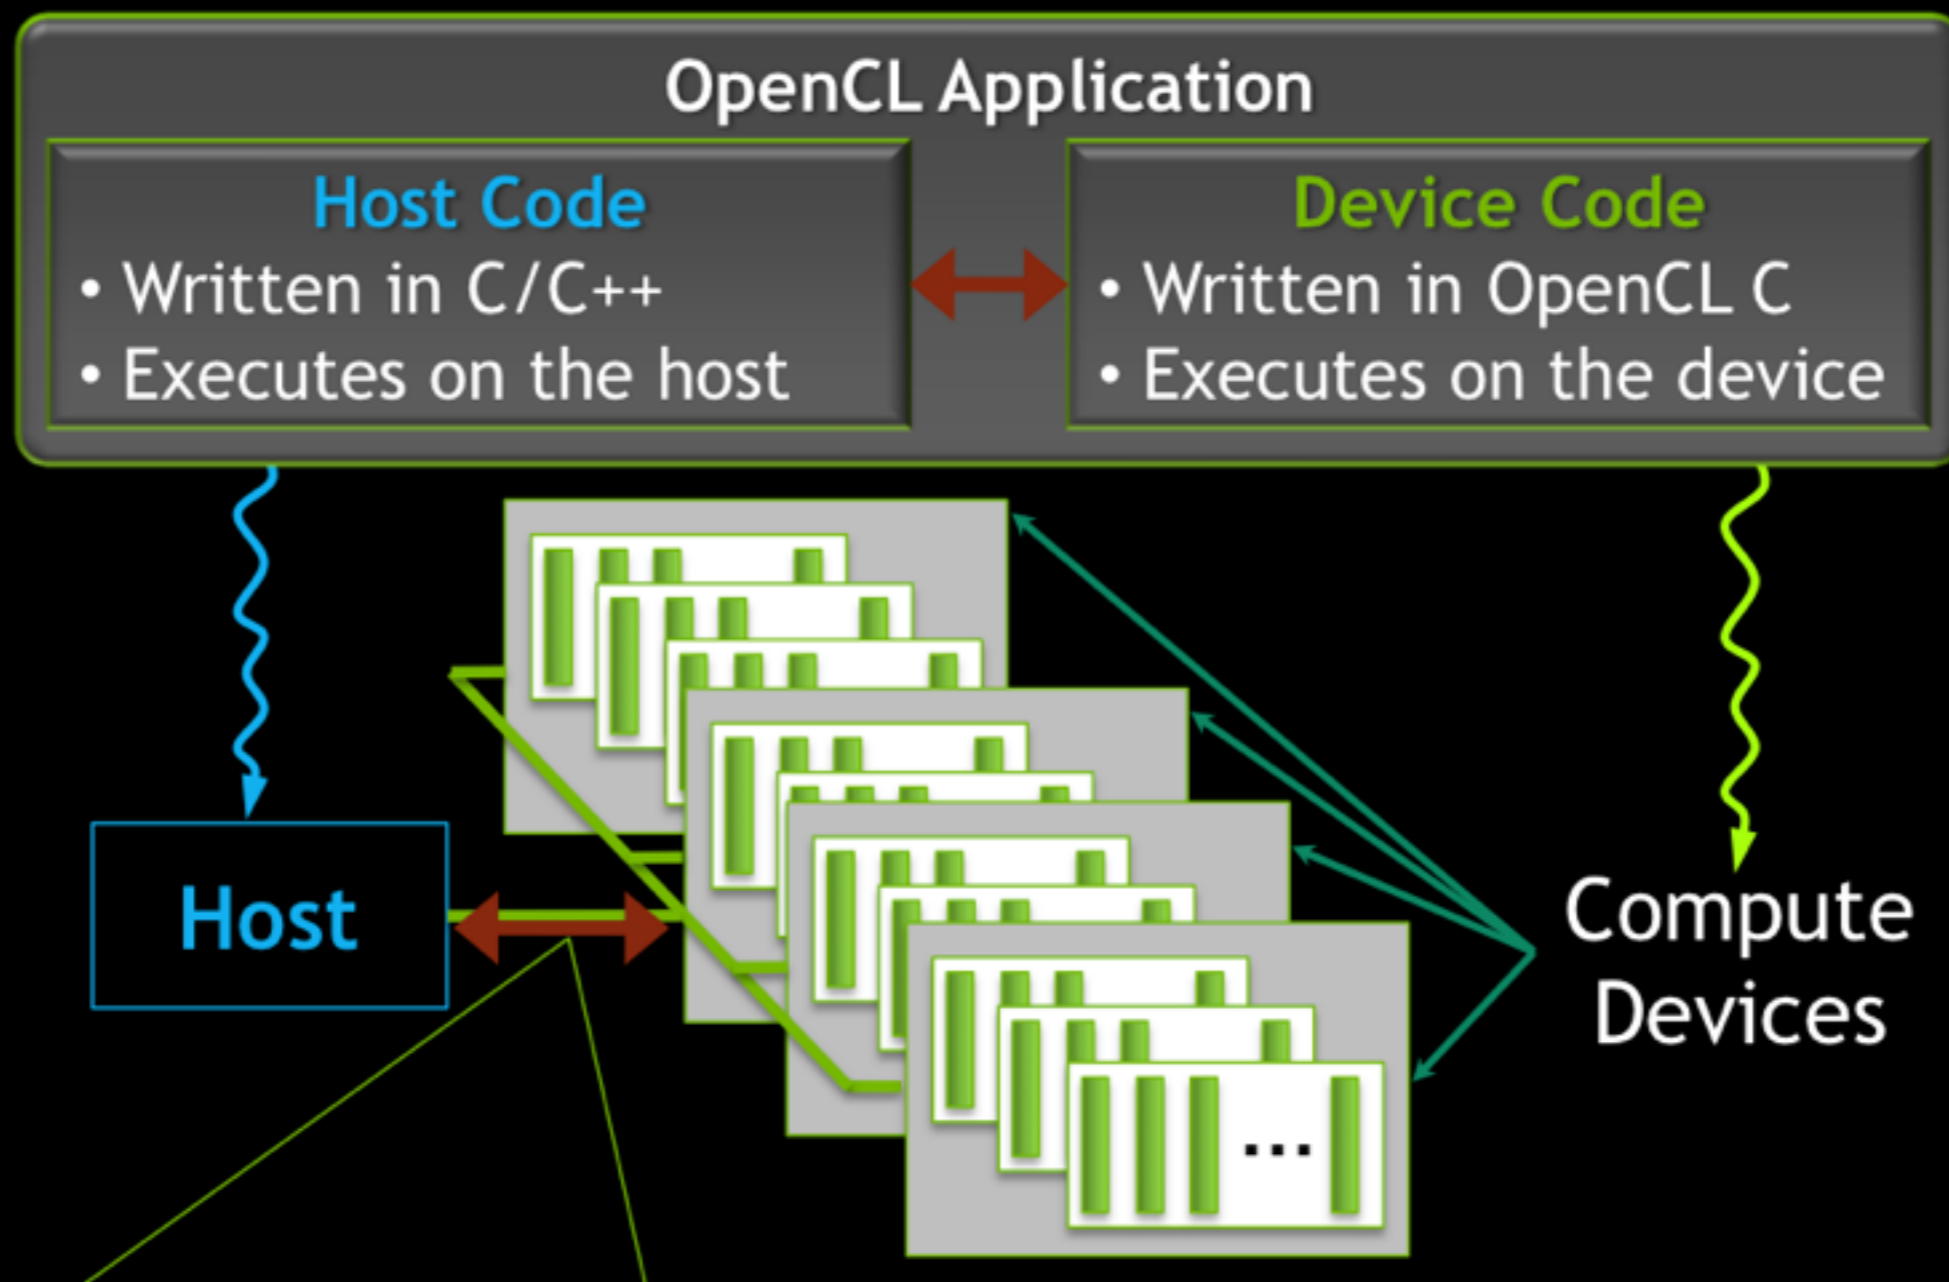 OpenCL Application
Host Code
• Written in C/C++
• Executes on the host
Device Code
• Written in OpenCL C
• Executes on the device
Host
Compute
Devices
...